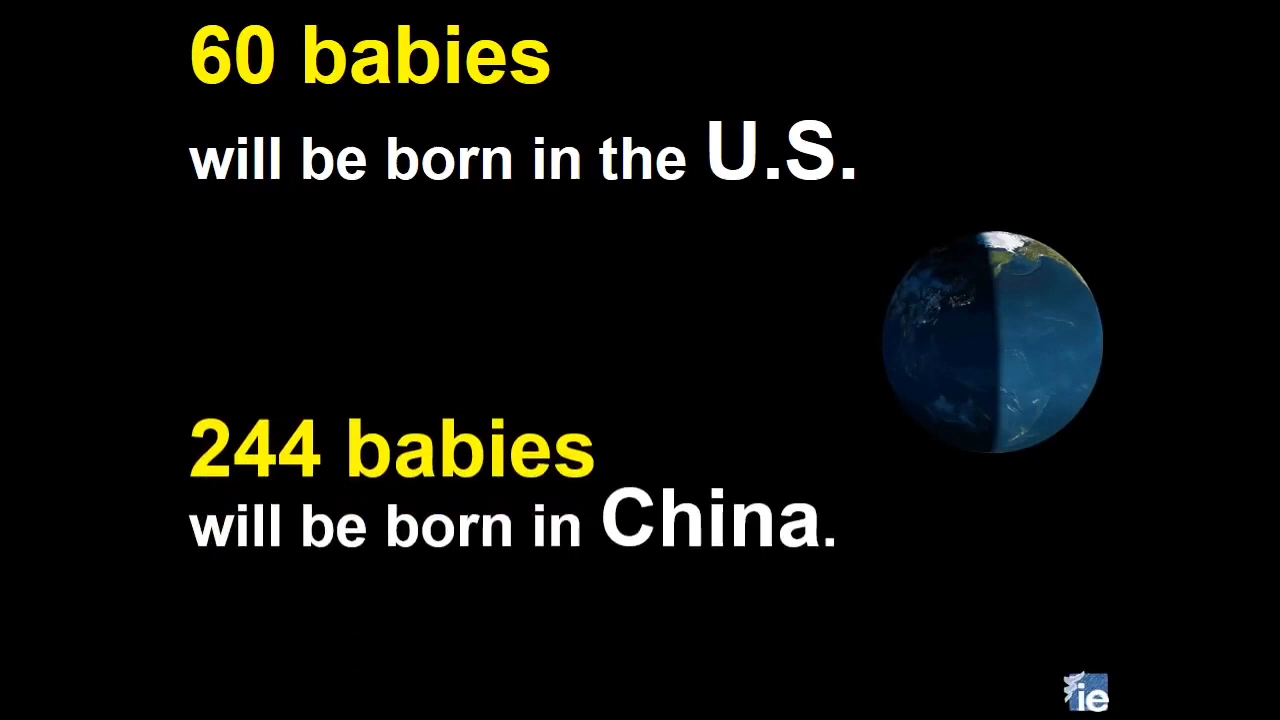 60 babies
will be born in the U.S.
244 babies
will be born in China.
ie